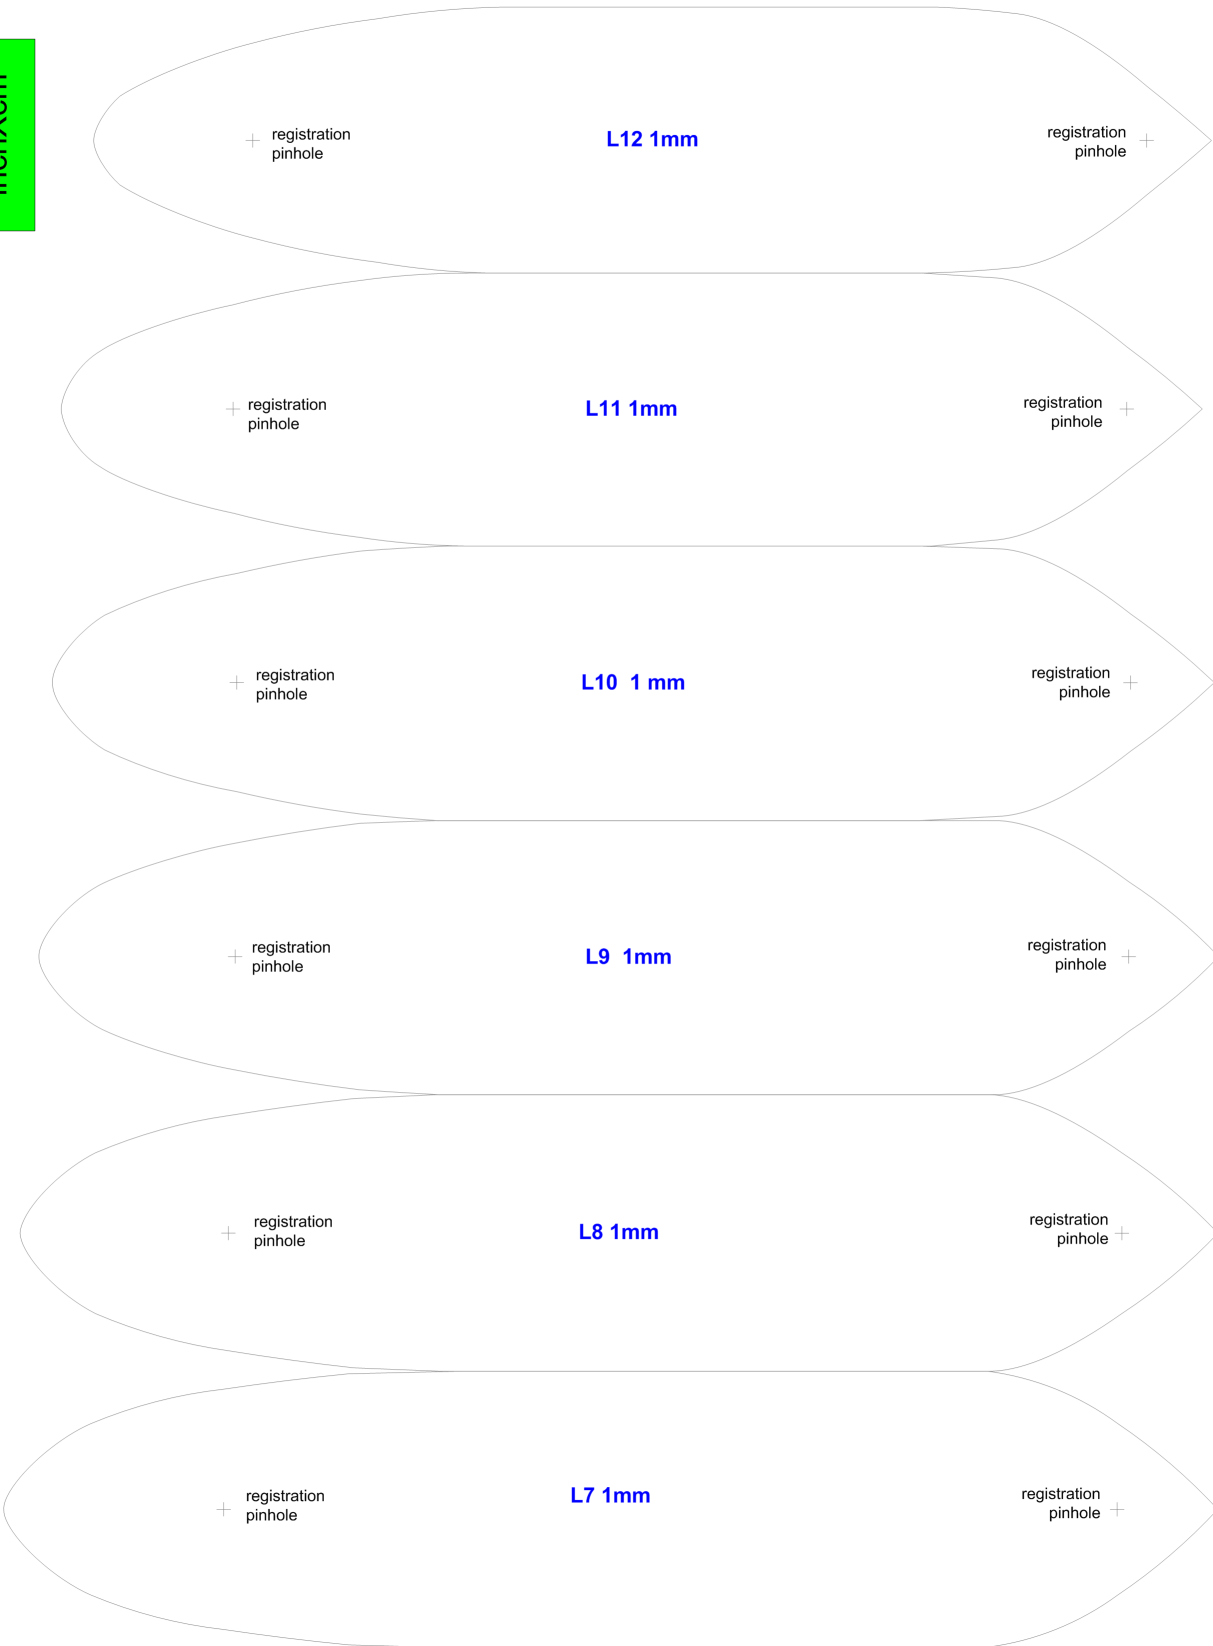 L12 1mm
registration
pinhole
registration
pinhole
L11 1mm
registration
pinhole
registration
pinhole
L10  1 mm
registration
pinhole
registration
pinhole
L9  1mm
registration
pinhole
registration
pinhole
L8 1mm
registration
pinhole
registration
pinhole
L7 1mm
registration
pinhole
registration
pinhole